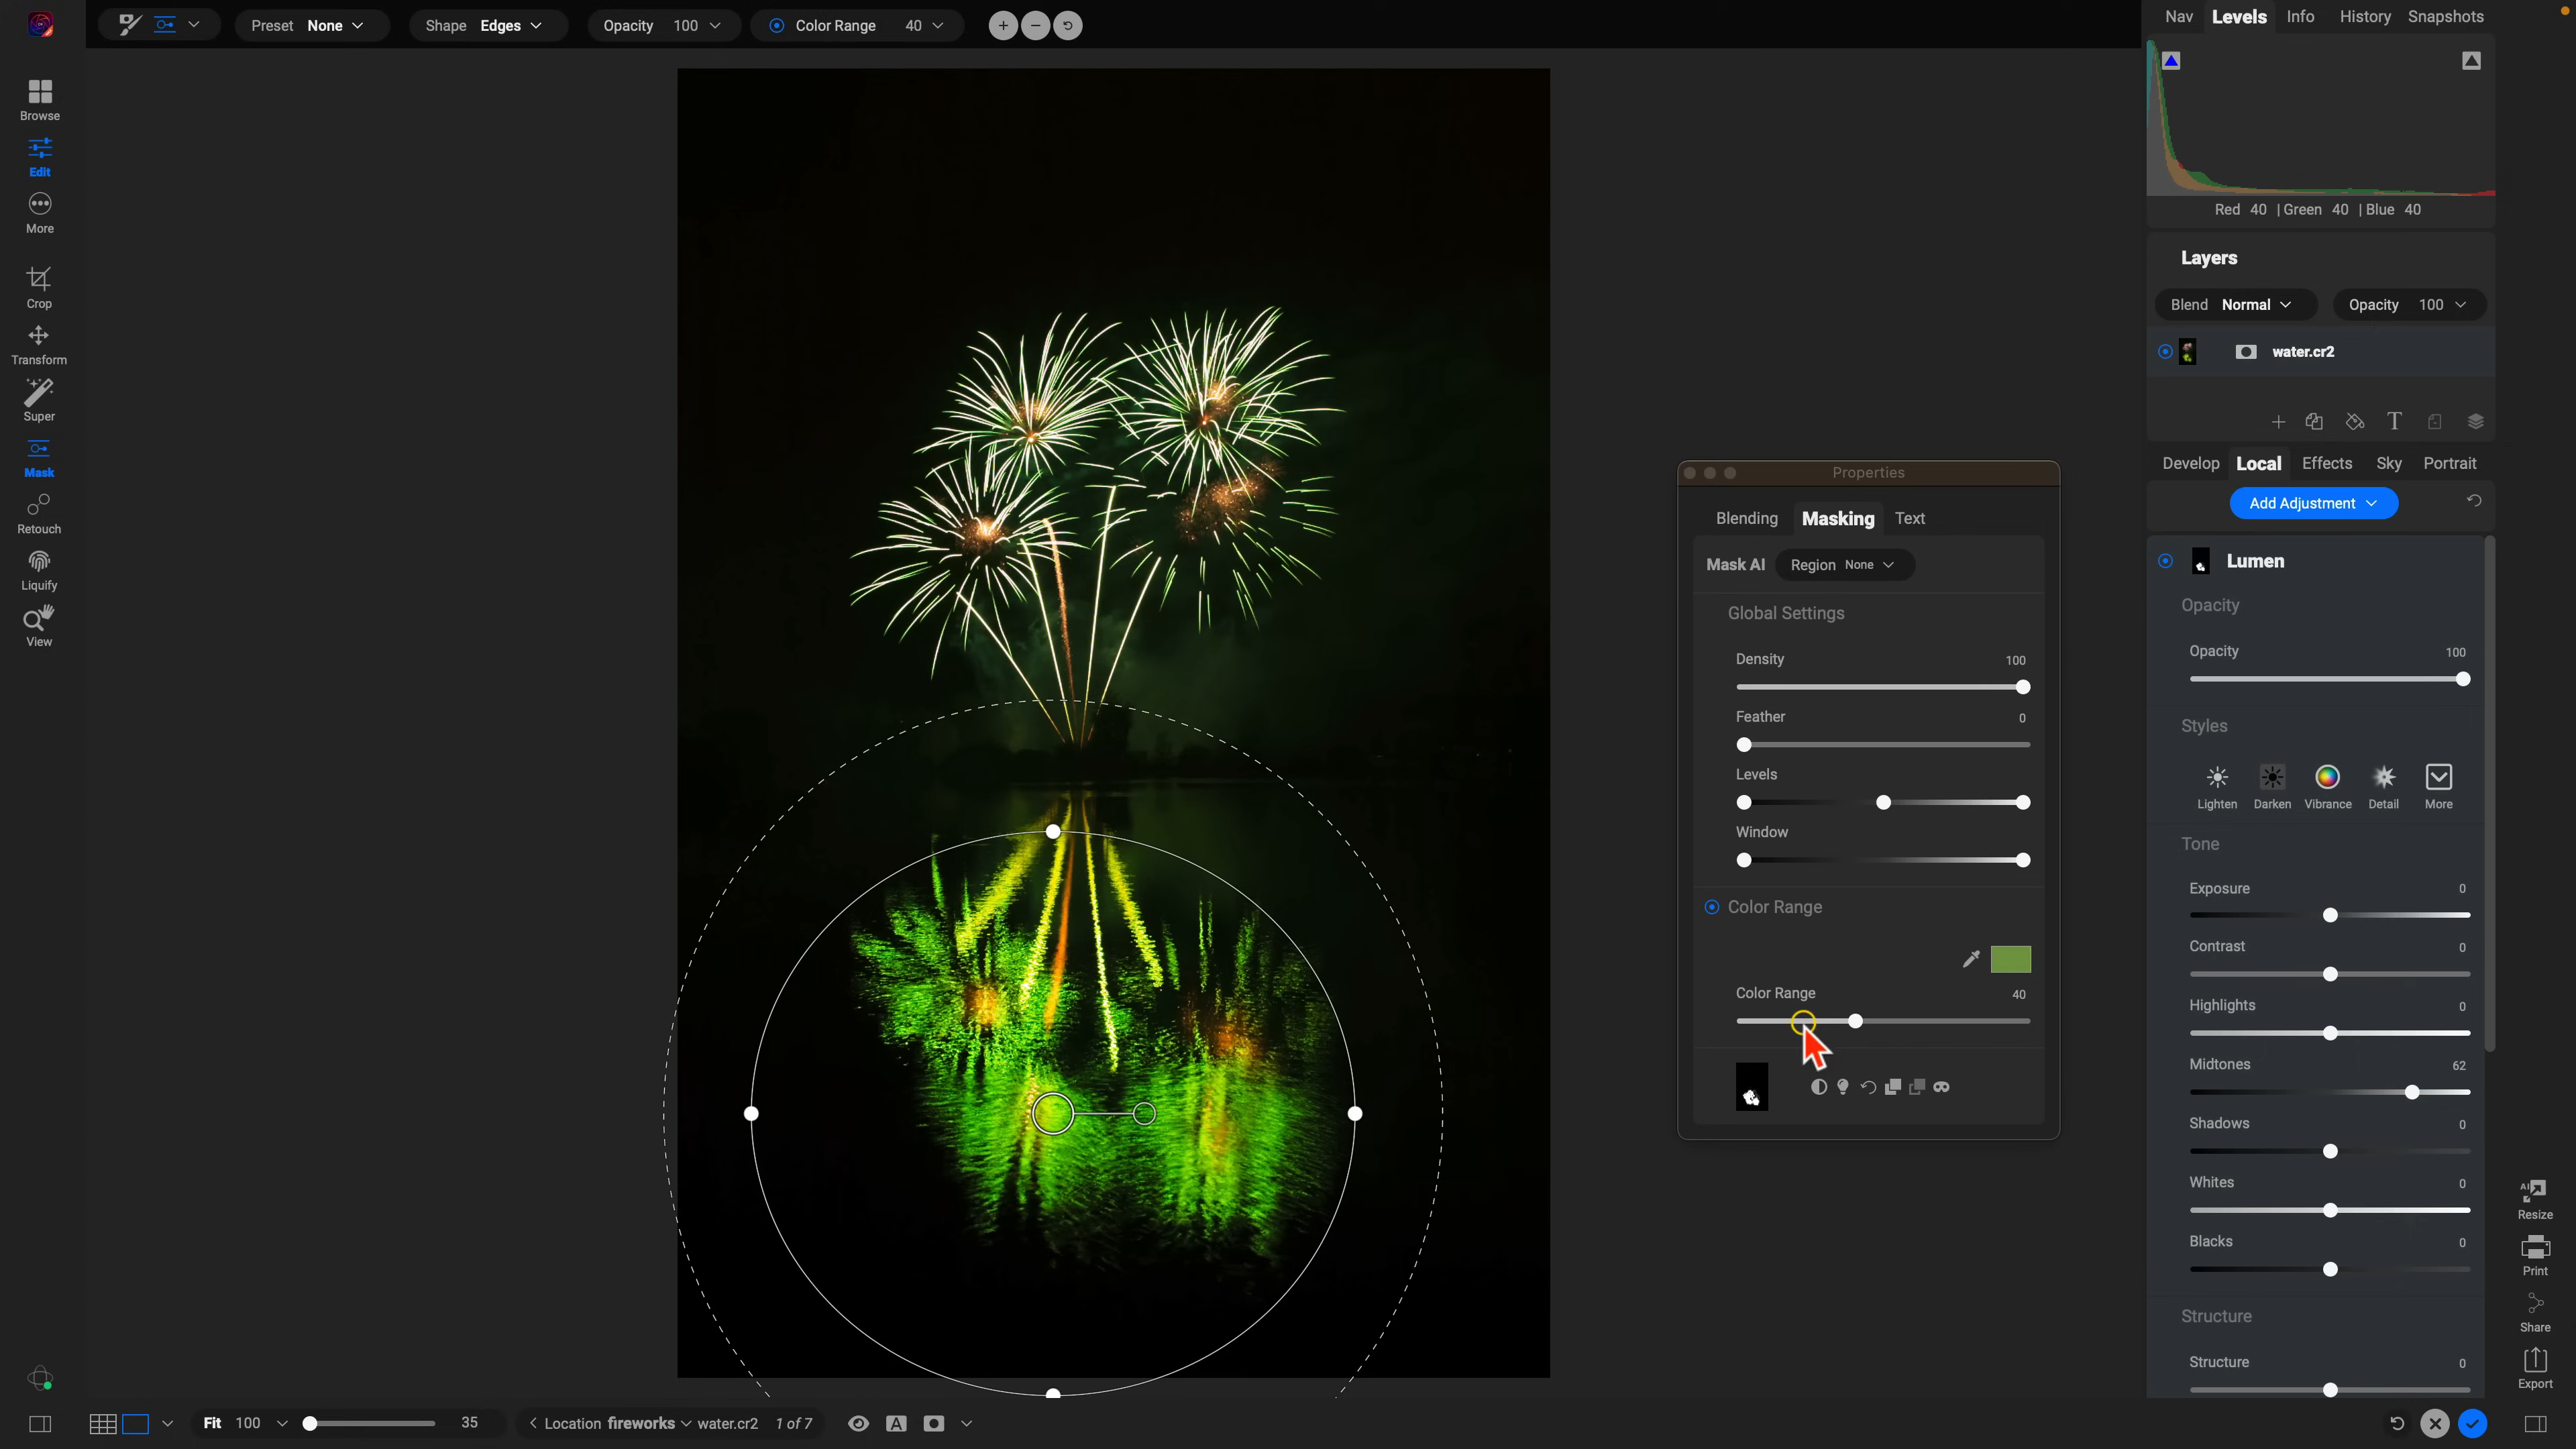 Preset None
Shape Edges
Opacity 100
Color Range 40
Nav Levels Info History Snapshots
Browse
Edit
More
Crop
Transform
Super
Mask
Retouch
Liquify
View
Red 40 | Green 40 | Blue 40
Layers
Blend Normal
Opacity 100
water.cr2
T
Develop Local Effects Sky Portrait
Add Adjustment
Lumen
Opacity
Opacity 100
Styles
Lighten Darken Vibrance Detail More
Tone
Exposure 0
Contrast 0
Highlights 0
Midtones 62
Shadows 0
Whites 0
Blacks 0
Structure
Structure 0
Properties
Blending Masking Text
Mask AI Region None
Global Settings
Density 100
Feather 0
Levels
Window
Color Range
Color Range 40
AI
Resize
Print
Share
Export
Fit 100 35
Location fireworks water.cr2 1 of 7
A